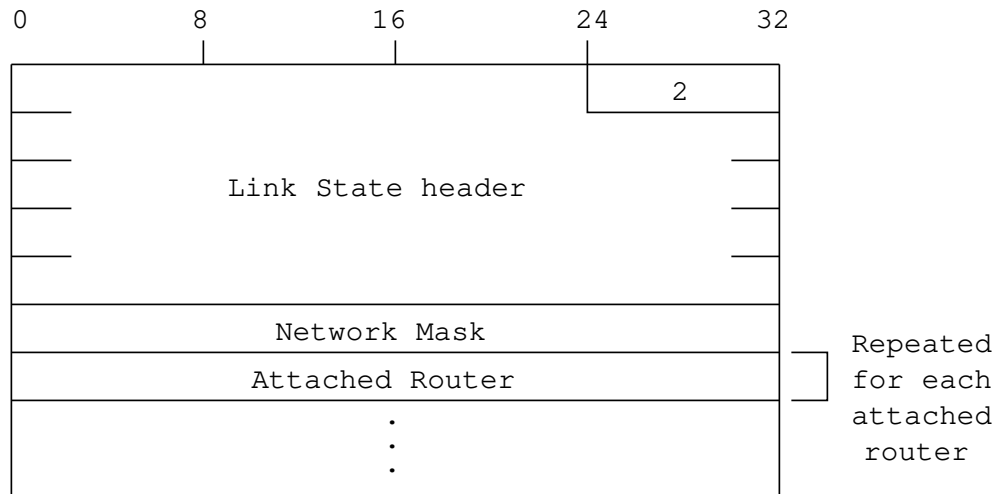 0 8 16 24 32
2
Link State header
Network Mask
Attached Router
Repeated
for each
attached
router